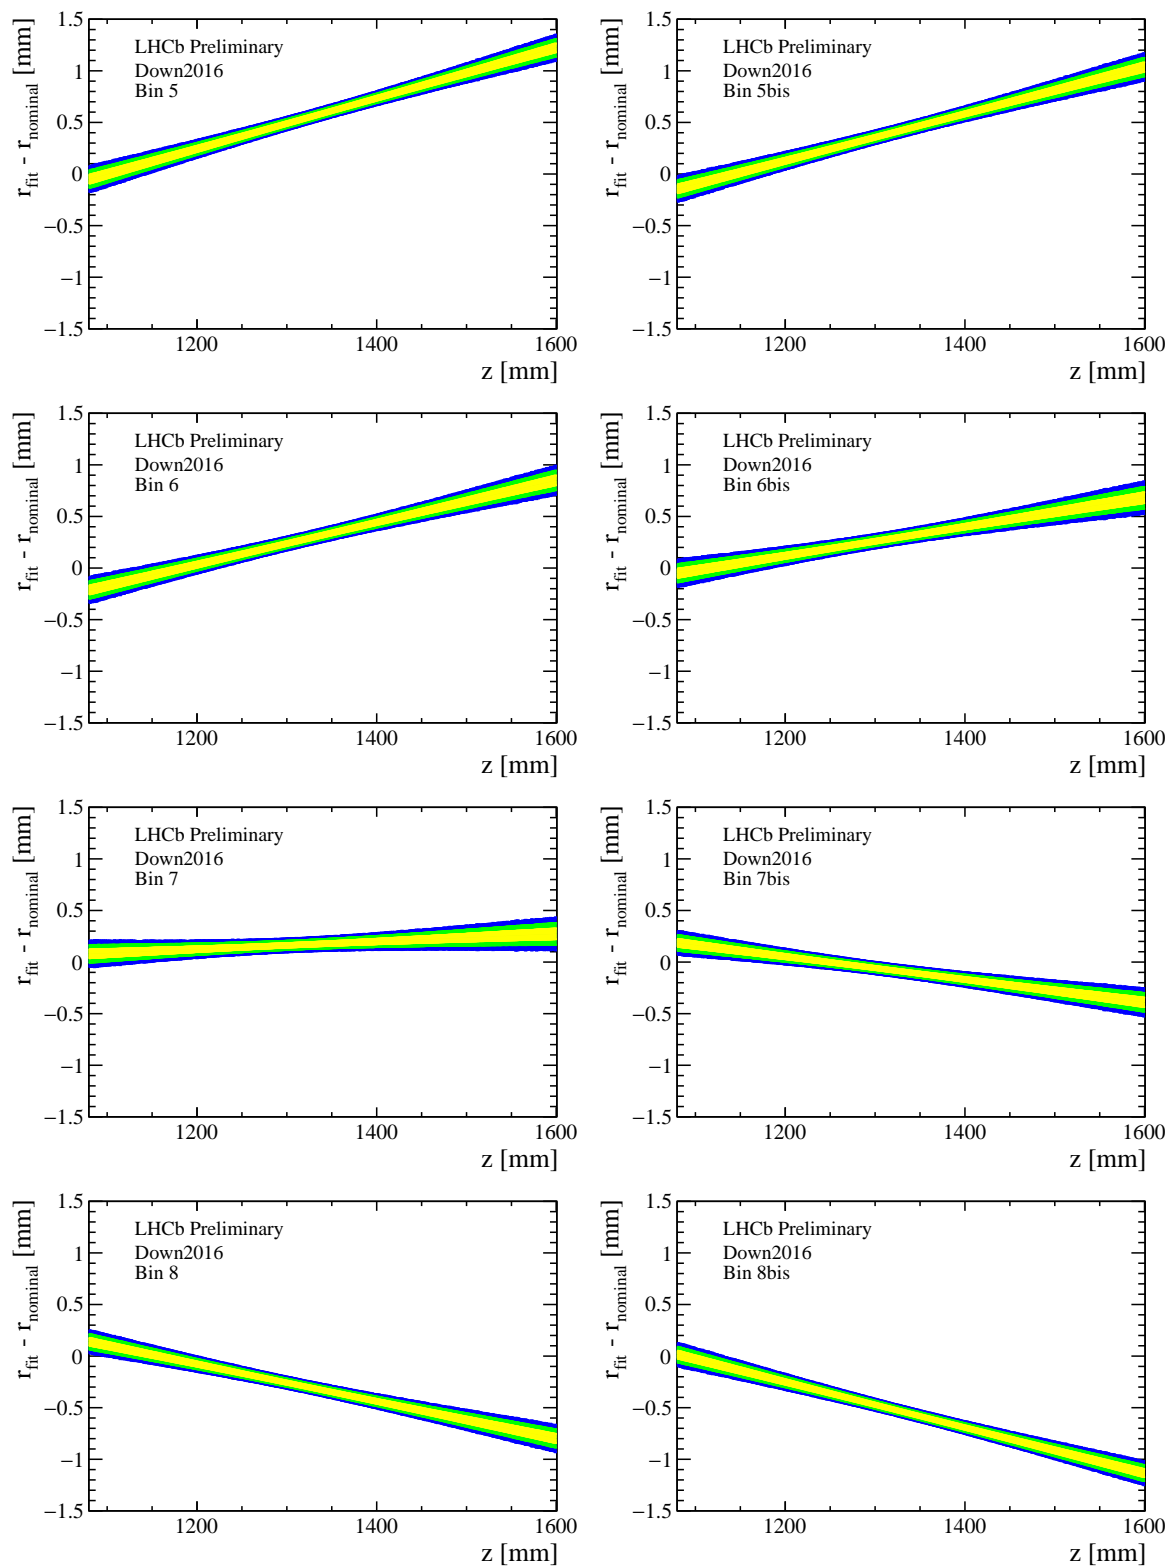 r_fit - r_nominal [mm]
1.5
1
0.5
0
−0.5
−1
−1.5
LHCb Preliminary
Down2016
Bin 5
1200 1400 1600
z [mm]
r_fit - r_nominal [mm]
1.5
1
0.5
0
−0.5
−1
−1.5
LHCb Preliminary
Down2016
Bin 5bis
1200 1400 1600
z [mm]
r_fit - r_nominal [mm]
1.5
1
0.5
0
−0.5
−1
−1.5
LHCb Preliminary
Down2016
Bin 6
1200 1400 1600
z [mm]
r_fit - r_nominal [mm]
1.5
1
0.5
0
−0.5
−1
−1.5
LHCb Preliminary
Down2016
Bin 6bis
1200 1400 1600
z [mm]
r_fit - r_nominal [mm]
1.5
1
0.5
0
−0.5
−1
−1.5
LHCb Preliminary
Down2016
Bin 7
1200 1400 1600
z [mm]
r_fit - r_nominal [mm]
1.5
1
0.5
0
−0.5
−1
−1.5
LHCb Preliminary
Down2016
Bin 7bis
1200 1400 1600
z [mm]
r_fit - r_nominal [mm]
1.5
1
0.5
0
−0.5
−1
−1.5
LHCb Preliminary
Down2016
Bin 8
1200 1400 1600
z [mm]
r_fit - r_nominal [mm]
1.5
1
0.5
0
−0.5
−1
−1.5
LHCb Preliminary
Down2016
Bin 8bis
1200 1400 1600
z [mm]